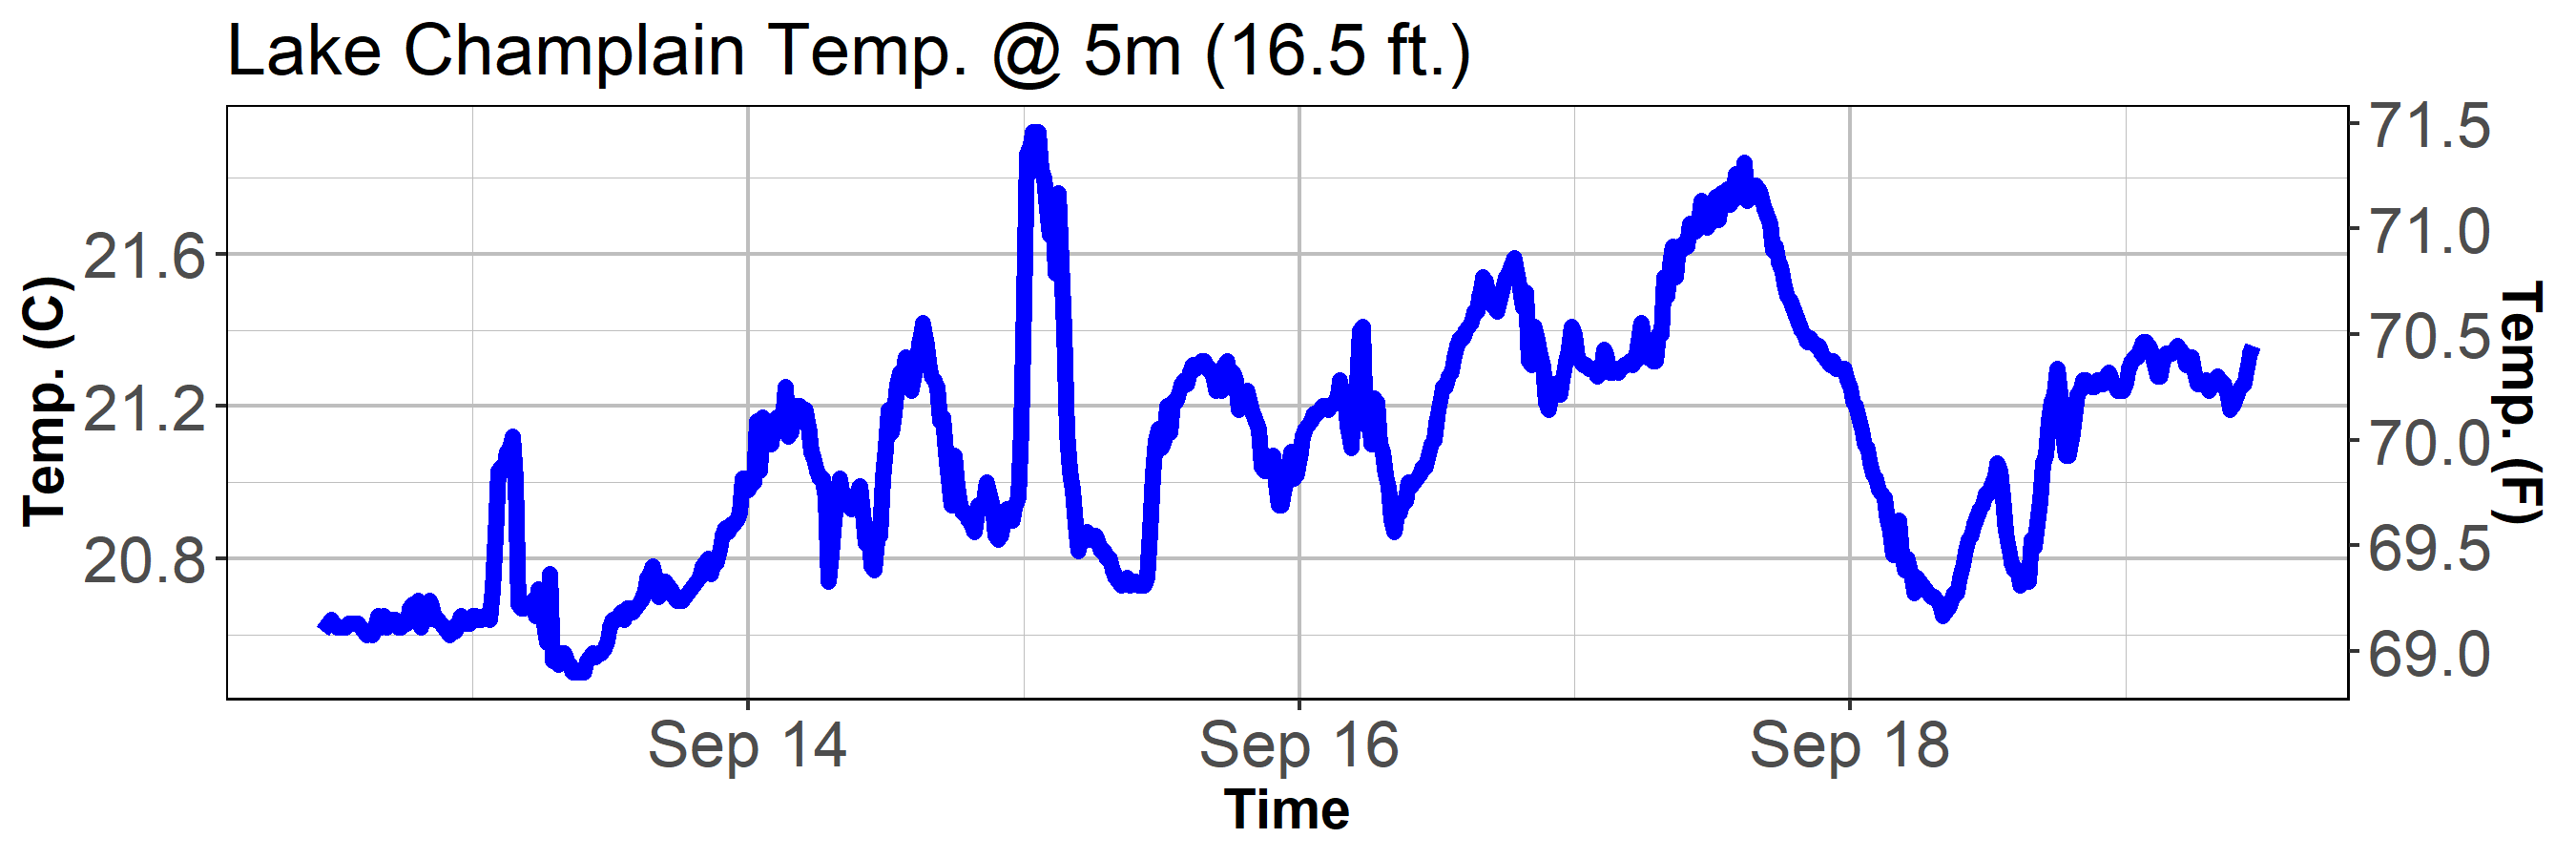 Lake Champlain Temp. @ 5m (16.5 ft.)
Temp. (C)
21.6
21.2
20.8
71.5
71.0
70.5
70.0
69.5
69.0
Temp. (F)
Sep 14
Sep 16
Sep 18
Time